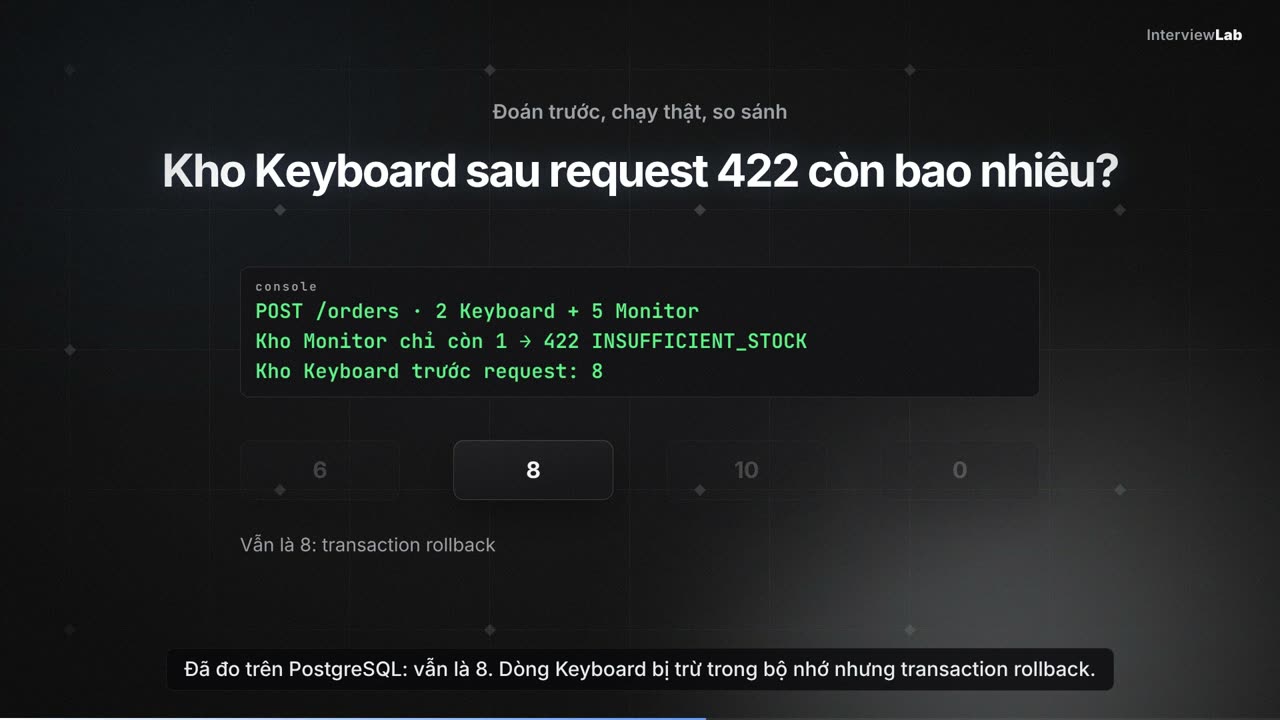 InterviewLab
Đoán trước, chạy thật, so sánh
Kho Keyboard sau request 422 còn bao nhiêu?
console
POST /orders · 2 Keyboard + 5 Monitor
Kho Monitor chỉ còn 1 → 422 INSUFFICIENT_STOCK
Kho Keyboard trước request: 8
6 8 10 0
Vẫn là 8: transaction rollback
Đã đo trên PostgreSQL: vẫn là 8. Dòng Keyboard bị trừ trong bộ nhớ nhưng transaction rollback.